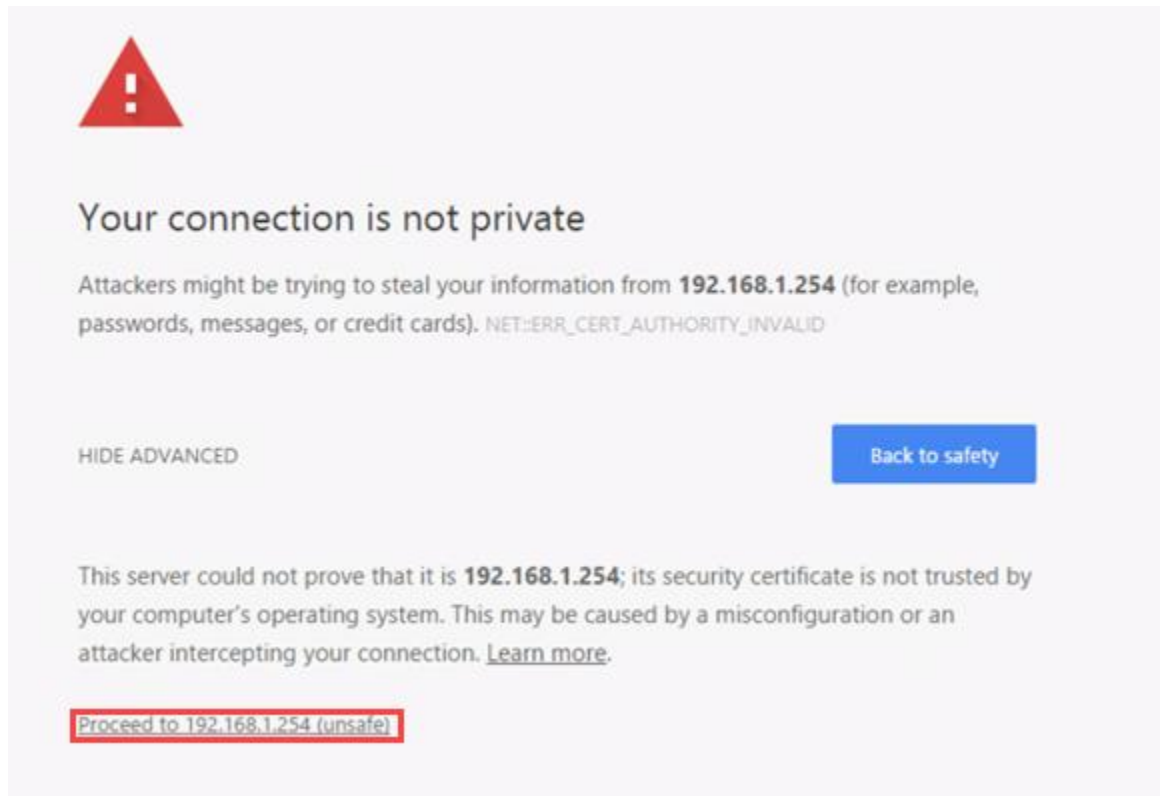 Your connection is not private
Attackers might be trying to steal your information from 192.168.1.254 (for example,
passwords, messages, or credit cards). NET::ERR_CERT_AUTHORITY_INVALID
HIDE ADVANCED
Back to safety
This server could not prove that it is 192.168.1.254; its security certificate is not trusted by
your computer's operating system. This may be caused by a misconfiguration or an
attacker intercepting your connection. Learn more.
Proceed to 192.168.1.254 (unsafe)